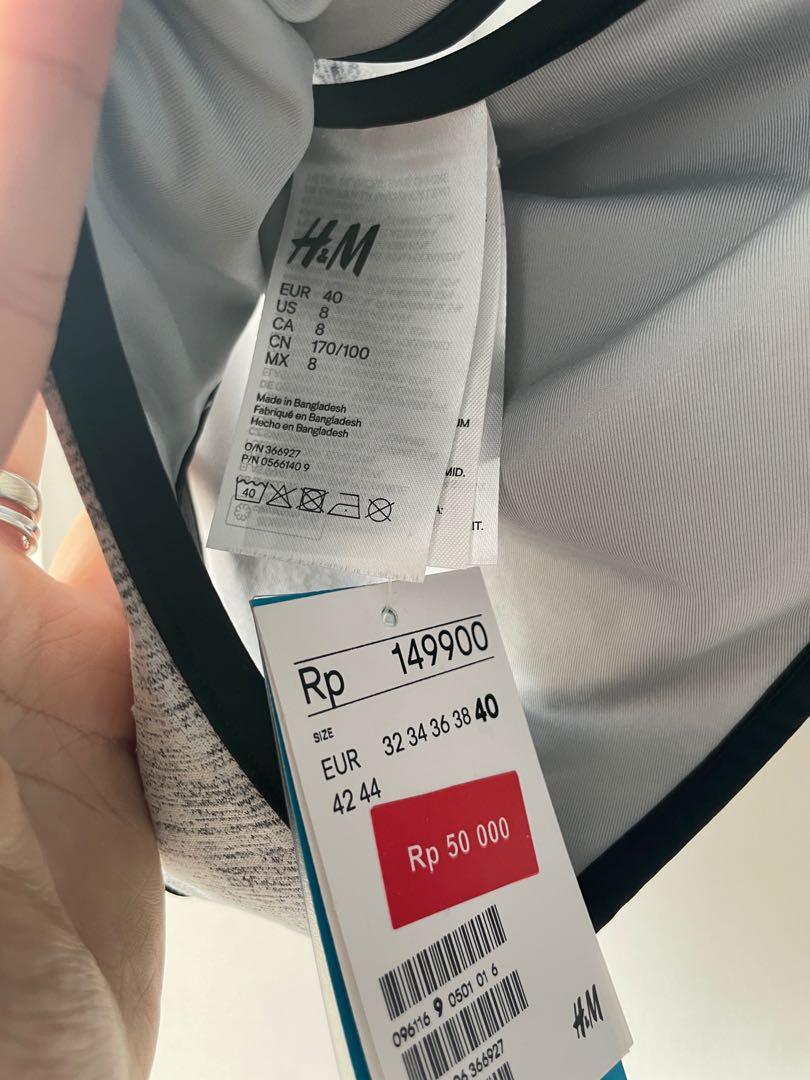 H&M
EUR 40
US 8
CA 8
CN 170/100
MX 8
Made in Bangladesh
Fabriqué en Bangladesh
Hecho en Bangladesh
O/N 366927
P/N 0566140 9
40
MID.
IT.
Rp 149900
SIZE
EUR 32 34 36 38 40
42 44
Rp 50 000
096116 9 0501 01 6
06 366927
H&M